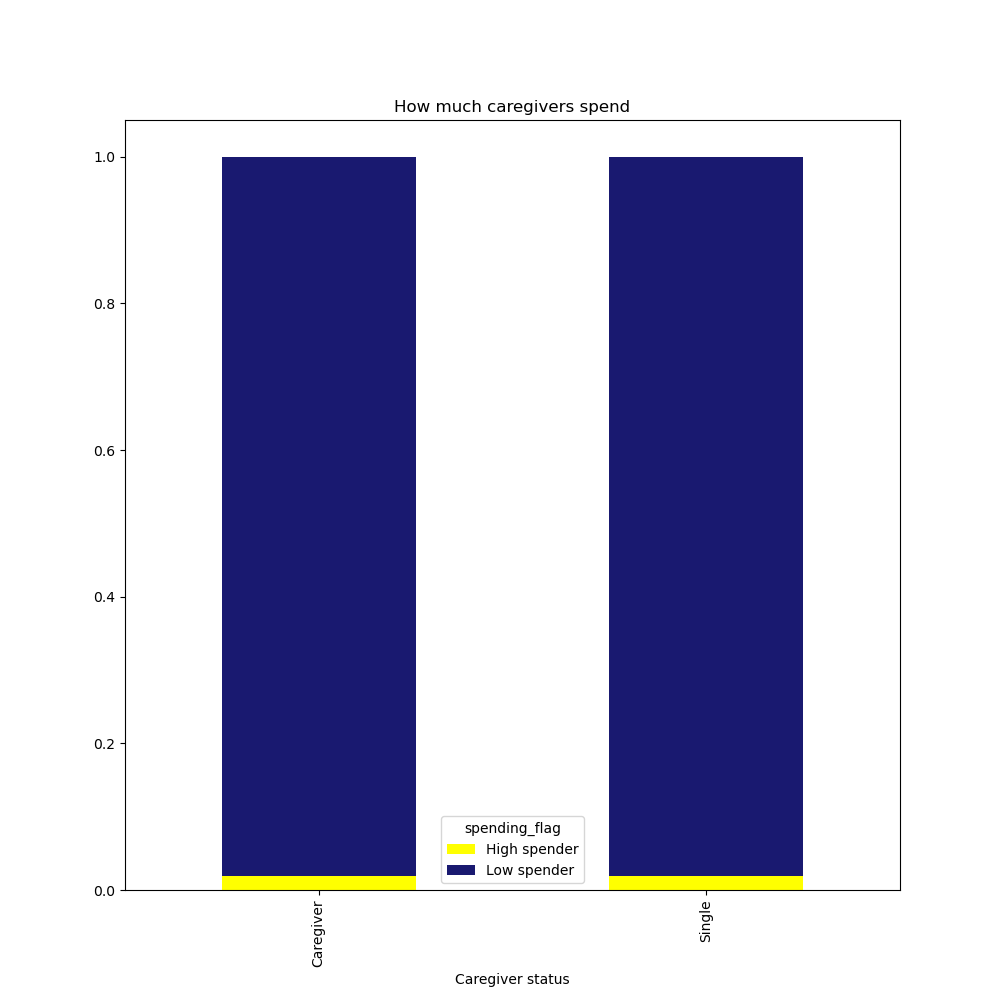 How much caregivers spend
1.0
0.8
0.6
0.4
0.2
0.0
spending_flag
High spender
Low spender
Caregiver
Single
Caregiver status